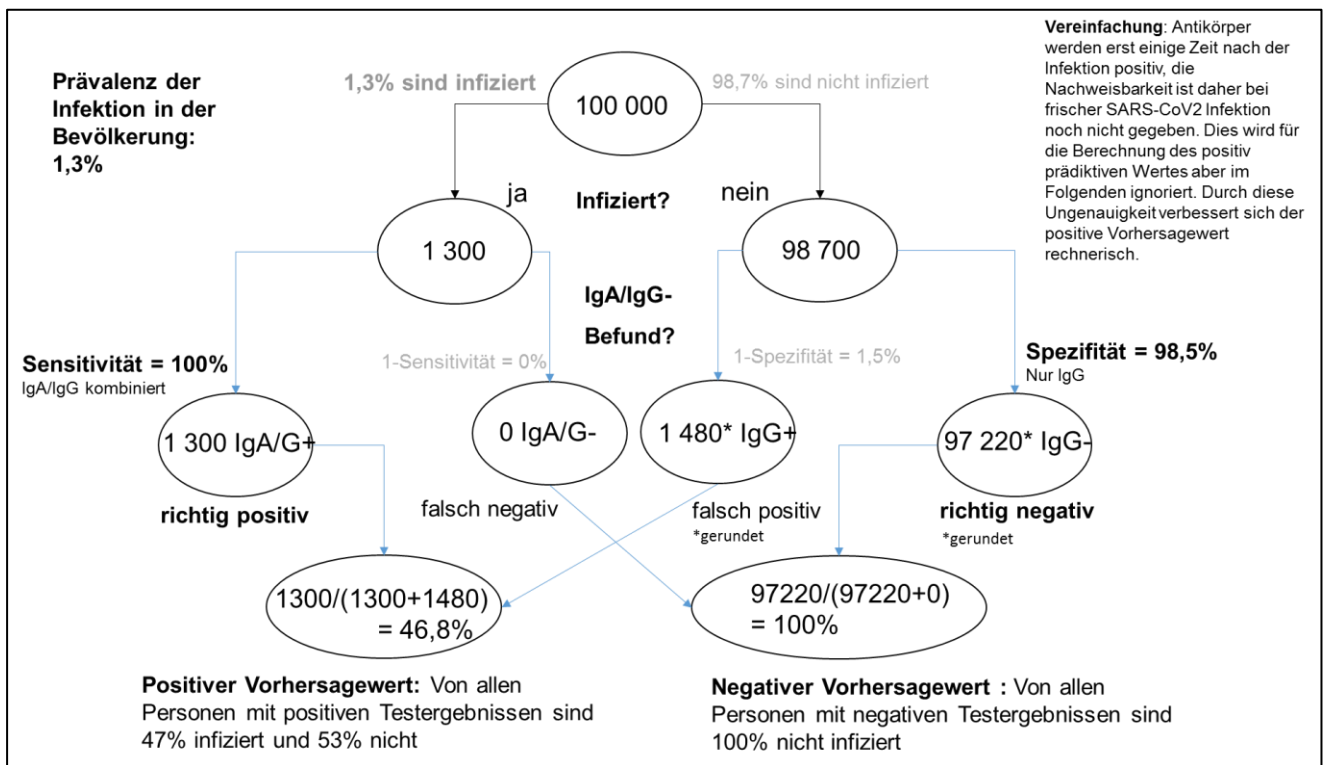 Prävalenz der
Infektion in der
Bevölkerung:
1,3%
1,3% sind infiziert
98,7% sind nicht infiziert
100 000
Vereinfachung: Antikörper
werden erst einige Zeit nach der
Infektion positiv, die
Nachweisbarkeit ist daher bei
frischer SARS-CoV2 Infektion
noch nicht gegeben. Dies wird für
die Berechnung des positiv
prädiktiven Wertes aber im
Folgenden ignoriert. Durch diese
Ungenauigkeit verbessert sich der
positive Vorhersagewert
rechnerisch.
ja
Infiziert?
nein
1 300
98 700
IgA/IgG-
Befund?
Sensitivität = 100%
IgA/IgG kombiniert
1-Sensitivität = 0%
1-Spezifität = 1,5%
Spezifität = 98,5%
Nur IgG
1 300 IgA/G+
0 IgA/G-
1 480* IgG+
97 220* IgG-
richtig positiv
falsch negativ
falsch positiv
*gerundet
richtig negativ
*gerundet
1300/(1300+1480)
= 46,8%
97220/(97220+0)
= 100%
Positiver Vorhersagewert: Von allen
Personen mit positiven Testergebnissen sind
47% infiziert und 53% nicht
Negativer Vorhersagewert : Von allen
Personen mit negativen Testergebnissen sind
100% nicht infiziert